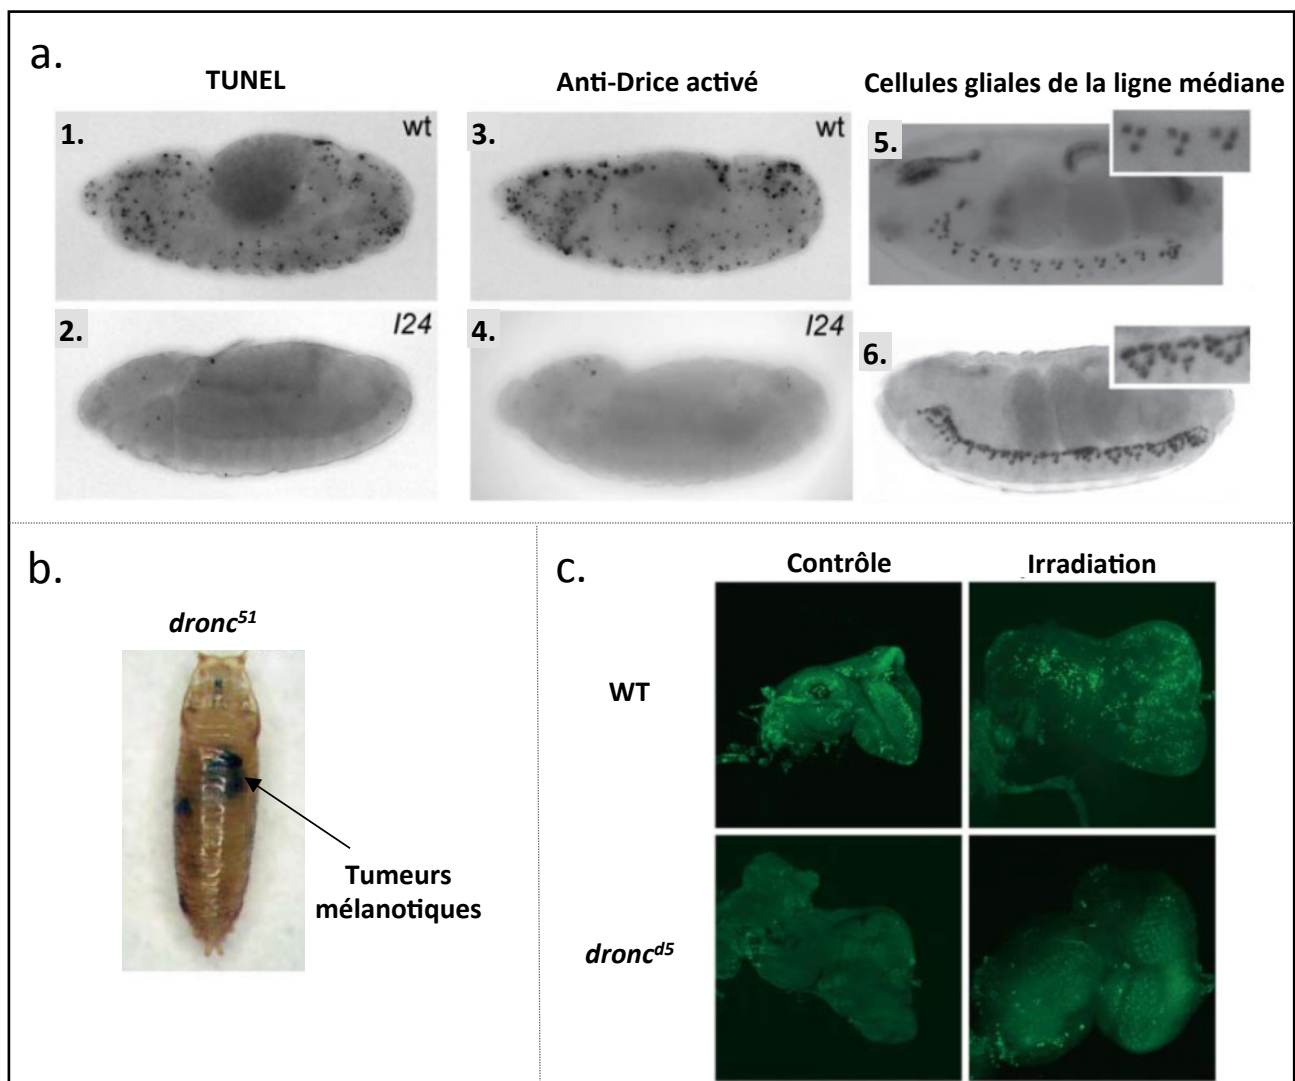 a.
TUNEL
Anti-Drice activé
Cellules gliales de la ligne médiane
1.
wt
3.
wt
5.
2.
l24
4.
l24
6.
b.
dronc51
Tumeurs
mélanotiques
c.
Contrôle
Irradiation
WT
droncd5